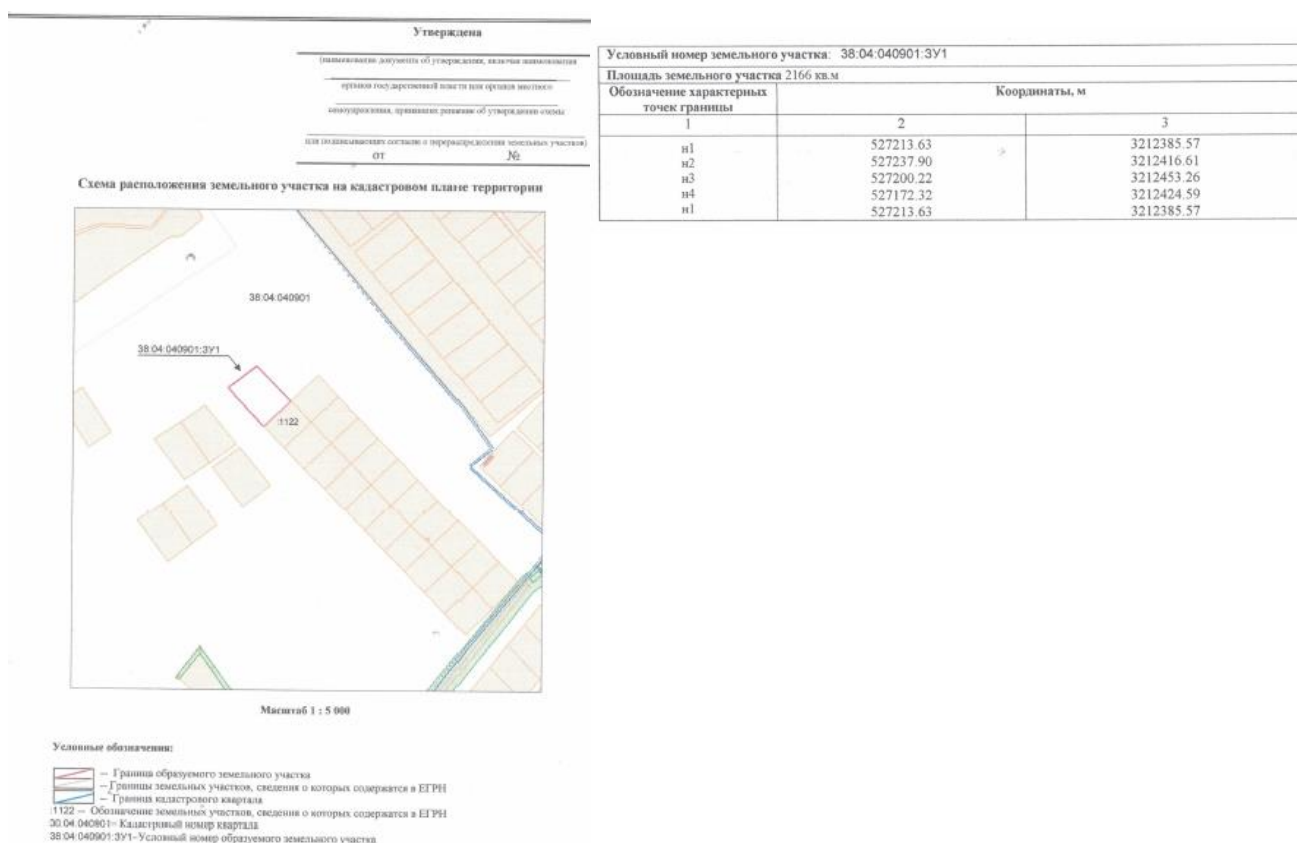 Утверждена
(наименование документа об утверждении, включая наименования
органов государственной власти или органов местного
самоуправления, принявших решение об утверждении схемы
или подписывающих согласие о перераспределении земельных участков)
от №
Схема расположения земельного участка на кадастровом плане территории
38:04:040901
38:04:040901:ЗУ1
:1122
Масштаб 1 : 5 000
Условные обозначения:
– Граница образуемого земельного участка
– Границы земельных участков, сведения о которых содержатся в ЕГРН
– Граница кадастрового квартала
:1122 – Обозначение земельных участков, сведения о которых содержатся в ЕГРН
38:04:040901– Кадастровый номер квартала
38:04:040901:ЗУ1–Условный номер образуемого земельного участка
Условный номер земельного участка: 38:04:040901:ЗУ1
Площадь земельного участка 2166 кв.м
Обозначение характерных точек границы Координаты, м
1 2 3
н1 527213.63 3212385.57
н2 527237.90 3212416.61
н3 527200.22 3212453.26
н4 527172.32 3212424.59
н1 527213.63 3212385.57